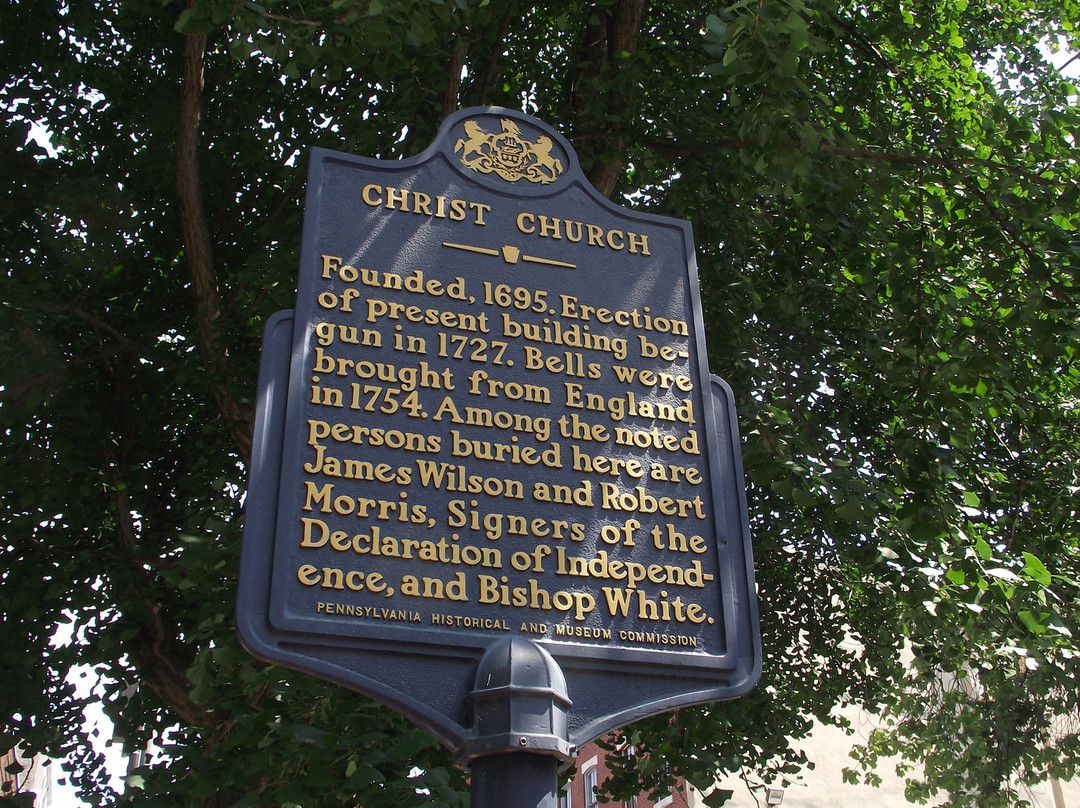 CHRIST CHURCH
Founded, 1695. Erection
of present building be-
gun in 1727. Bells were
brought from England
in 1754. Among the noted
persons buried here are
James Wilson and Robert
Morris, Signers of the
Declaration of Independ-
ence, and Bishop White.
PENNSYLVANIA HISTORICAL AND MUSEUM COMMISSION